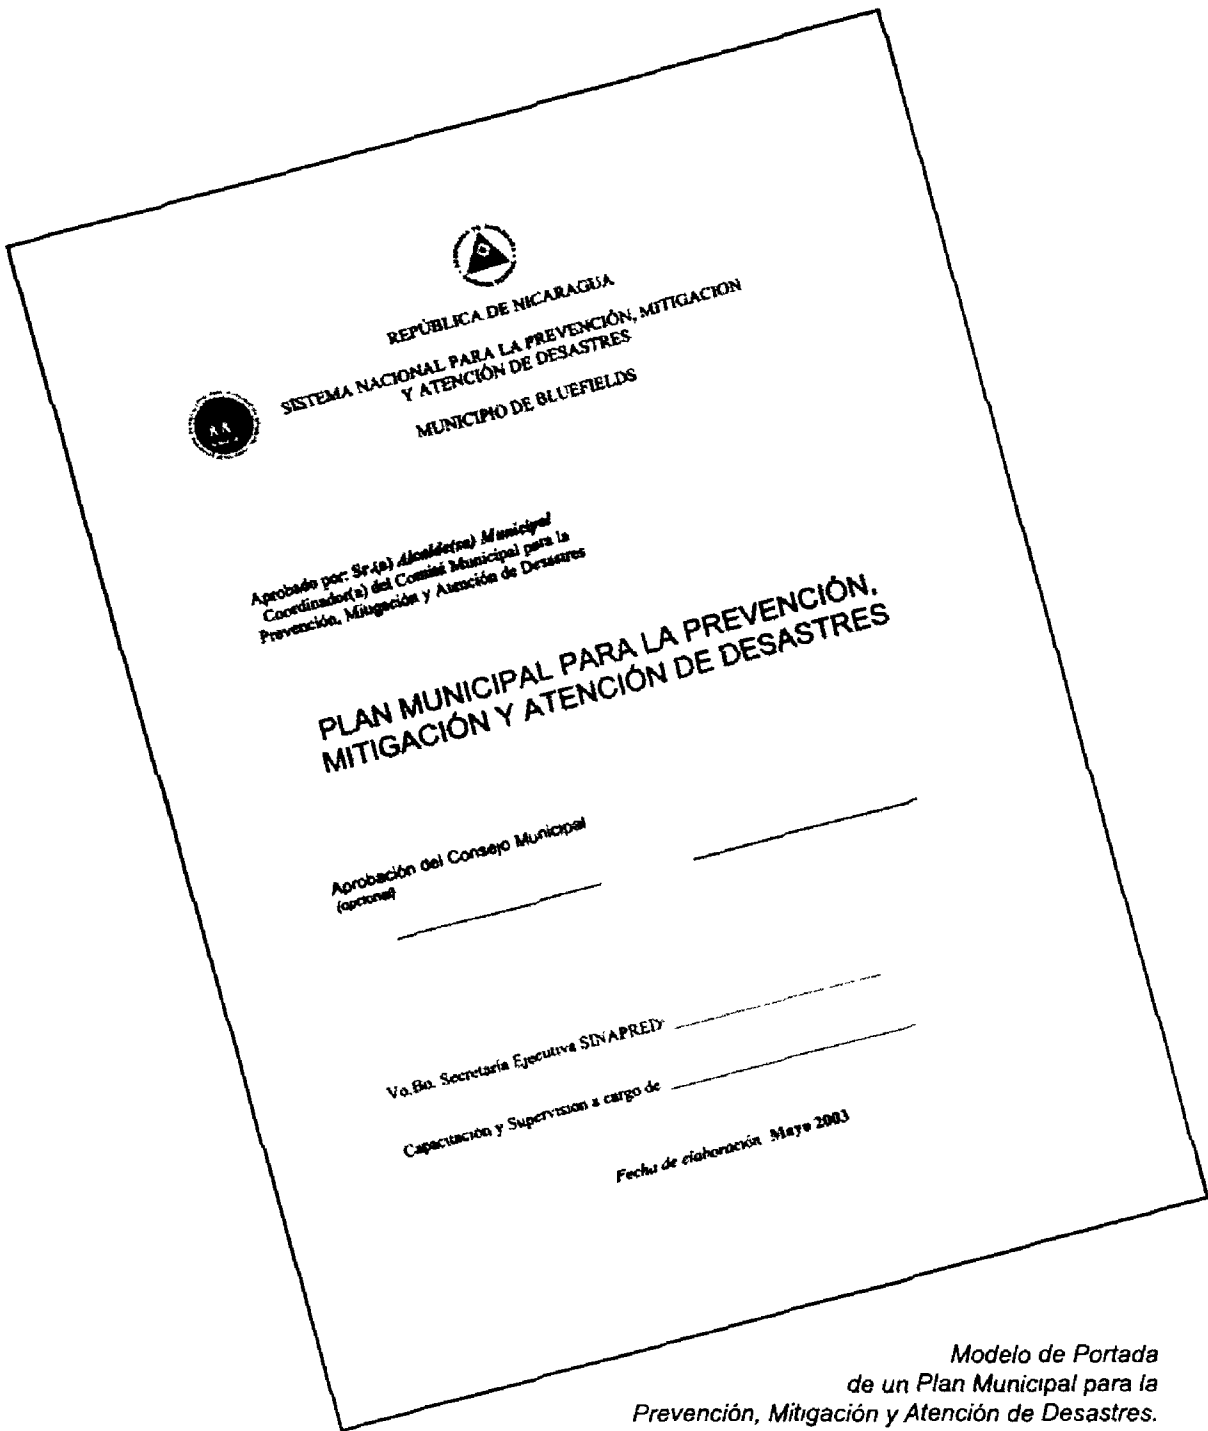 REPÚBLICA DE NICARAGUA
SISTEMA NACIONAL PARA LA PREVENCIÓN, MITIGACION
Y ATENCIÓN DE DESASTRES
MUNICIPIO DE BLUEFIELDS
Aprobado por: Sr.(a) Alcalde(sa) Municipal
Coordinador(a) del Comité Municipal para la
Prevención, Mitigación y Atención de Desastres
PLAN MUNICIPAL PARA LA PREVENCIÓN,
MITIGACIÓN Y ATENCIÓN DE DESASTRES
Aprobación del Consejo Municipal
(opcional)
Vo.Bo. Secretaría Ejecutiva SINAPRED
Capacitación y Supervision a cargo de
Fecha de elaboración Mayo 2003
Modelo de Portada
de un Plan Municipal para la
Prevención, Mitigación y Atención de Desastres.